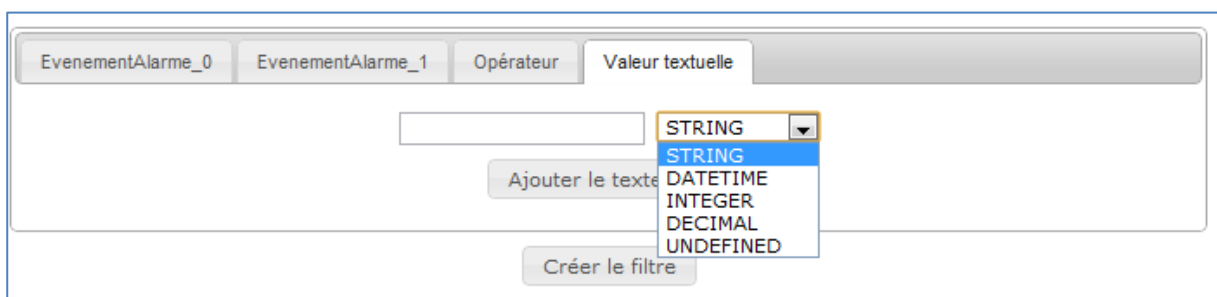 EvenementAlarme_0 EvenementAlarme_1 Opérateur Valeur textuelle
STRING
STRING
Ajouter le texte
DATETIME
INTEGER
DECIMAL
UNDEFINED
Créer le filtre